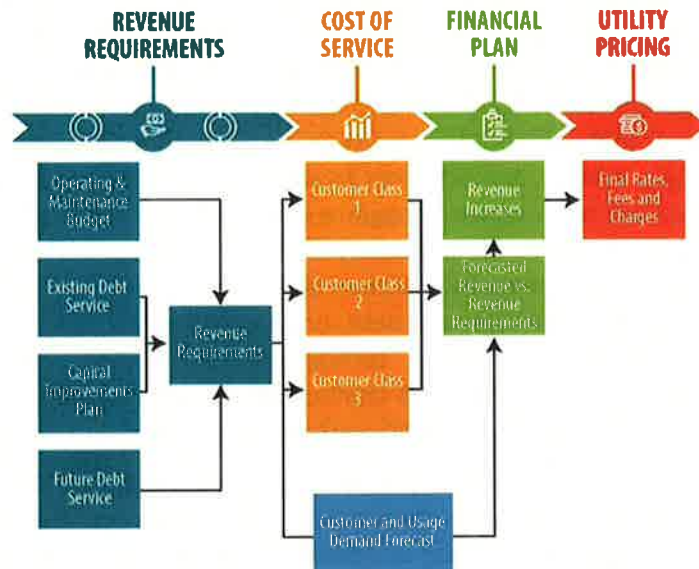 REVENUE
REQUIREMENTS
COST OF
SERVICE
FINANCIAL
PLAN
UTILITY
PRICING
Operating &
Maintenance
Budget
Existing Debt
Service
Capital
Improvements
Plan
Future Debt
Service
Revenue
Requirements
Customer Class
1
Customer Class
2
Customer Class
3
Customer and Usage
Demand Forecast
Revenue
Increases
Forecasted
Revenue vs.
Revenue
Requirements
Final Rates,
Fees and
Charges